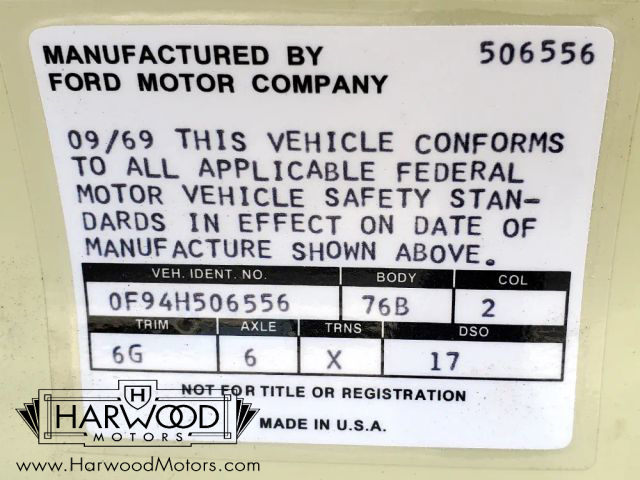 MANUFACTURED BY 506556
FORD MOTOR COMPANY
09/69 THIS VEHICLE CONFORMS
TO ALL APPLICABLE FEDERAL
MOTOR VEHICLE SAFETY STAN-
DARDS IN EFFECT ON DATE OF
MANUFACTURE SHOWN ABOVE.
VEH. IDENT. NO. BODY COL
0F94H506556 76B 2
TRIM AXLE TRNS DSO
6G 6 X 17
NOT FOR TITLE OR REGISTRATION
MADE IN U.S.A.
H
HARWOOD
MOTORS
www.HarwoodMotors.com